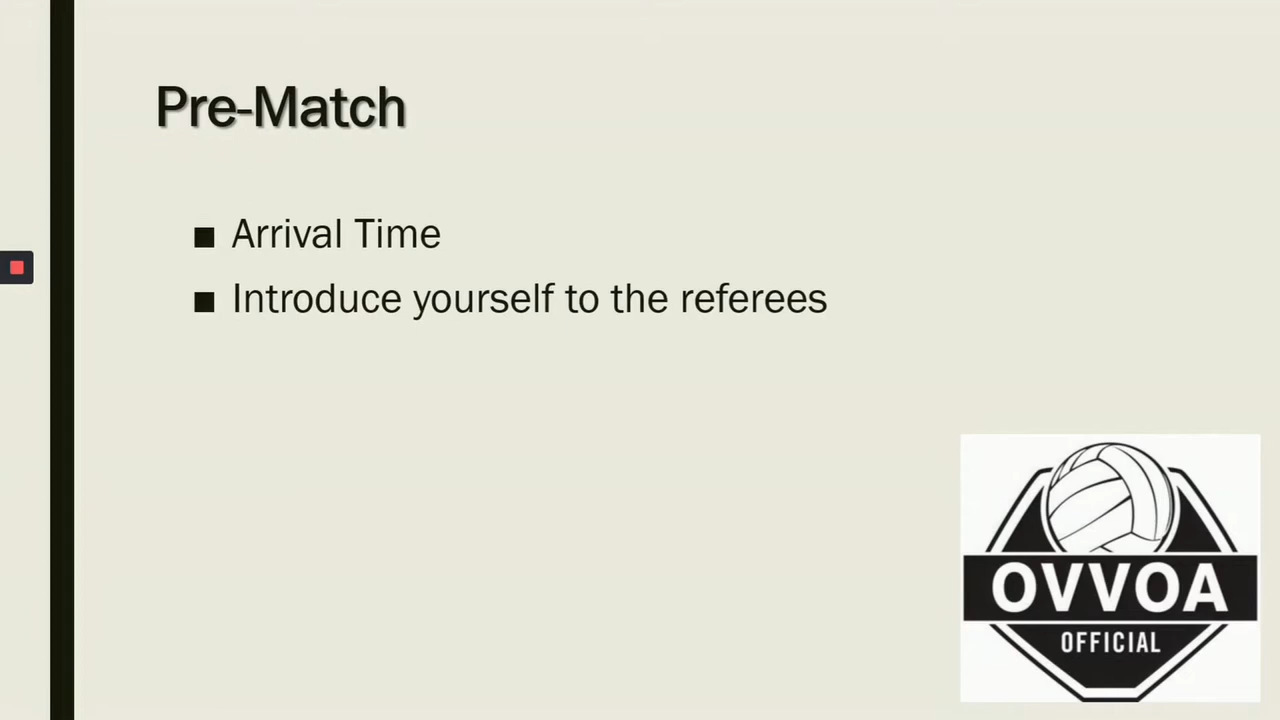 Pre-Match
■ Arrival Time
■ Introduce yourself to the referees
OVVOA
OFFICIAL